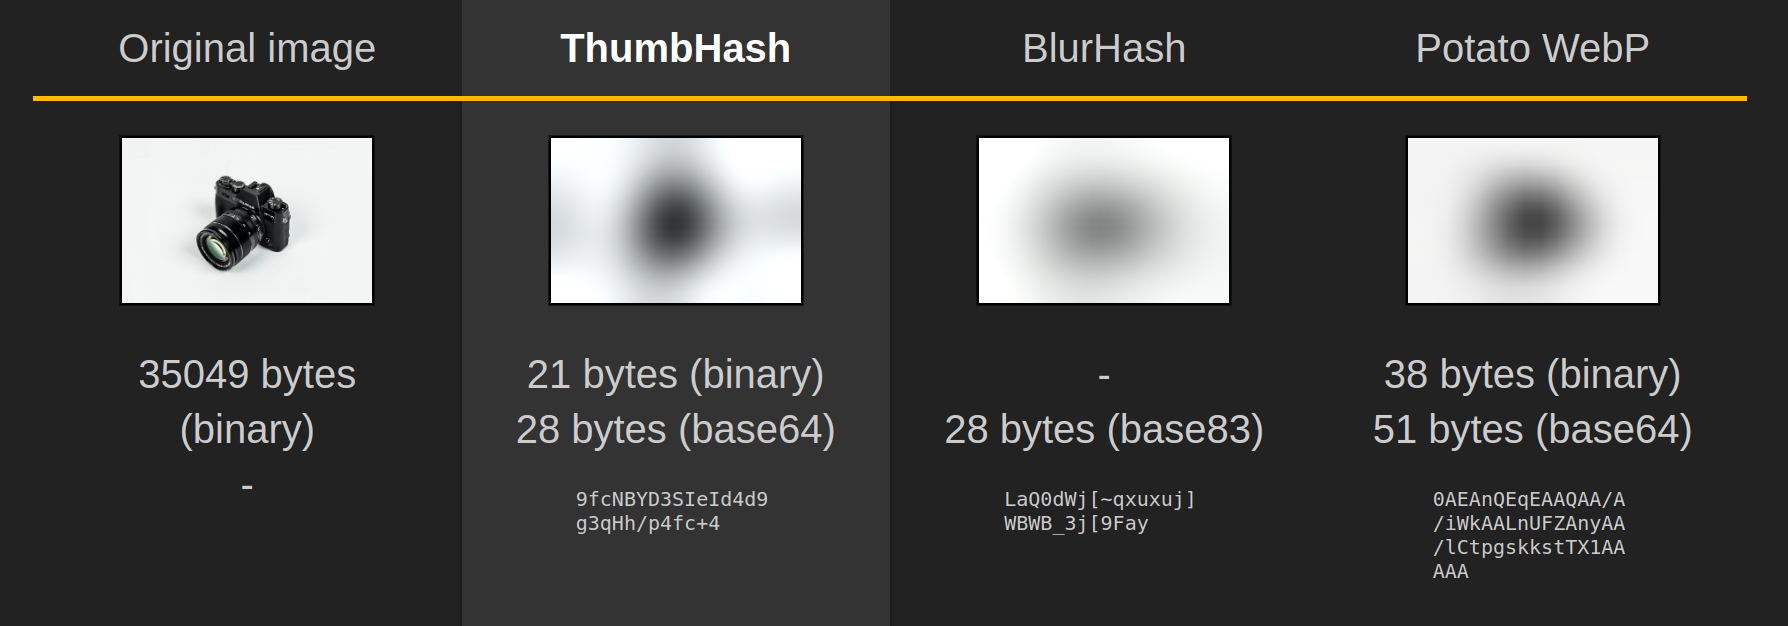 Original image
ThumbHash
BlurHash
Potato WebP
35049 bytes
(binary)
-
21 bytes (binary)
28 bytes (base64)
9fcNBYD3SIeId4d9
g3qHh/p4fc+4
-
28 bytes (base83)
LaQ0dWj[~qxuxuj]
WBWB_3j[9Fay
38 bytes (binary)
51 bytes (base64)
0AEAnQEqEAAQAA/A
/iWkAALnUFZAnyAA
/lCtpgskkstTX1AA
AAA